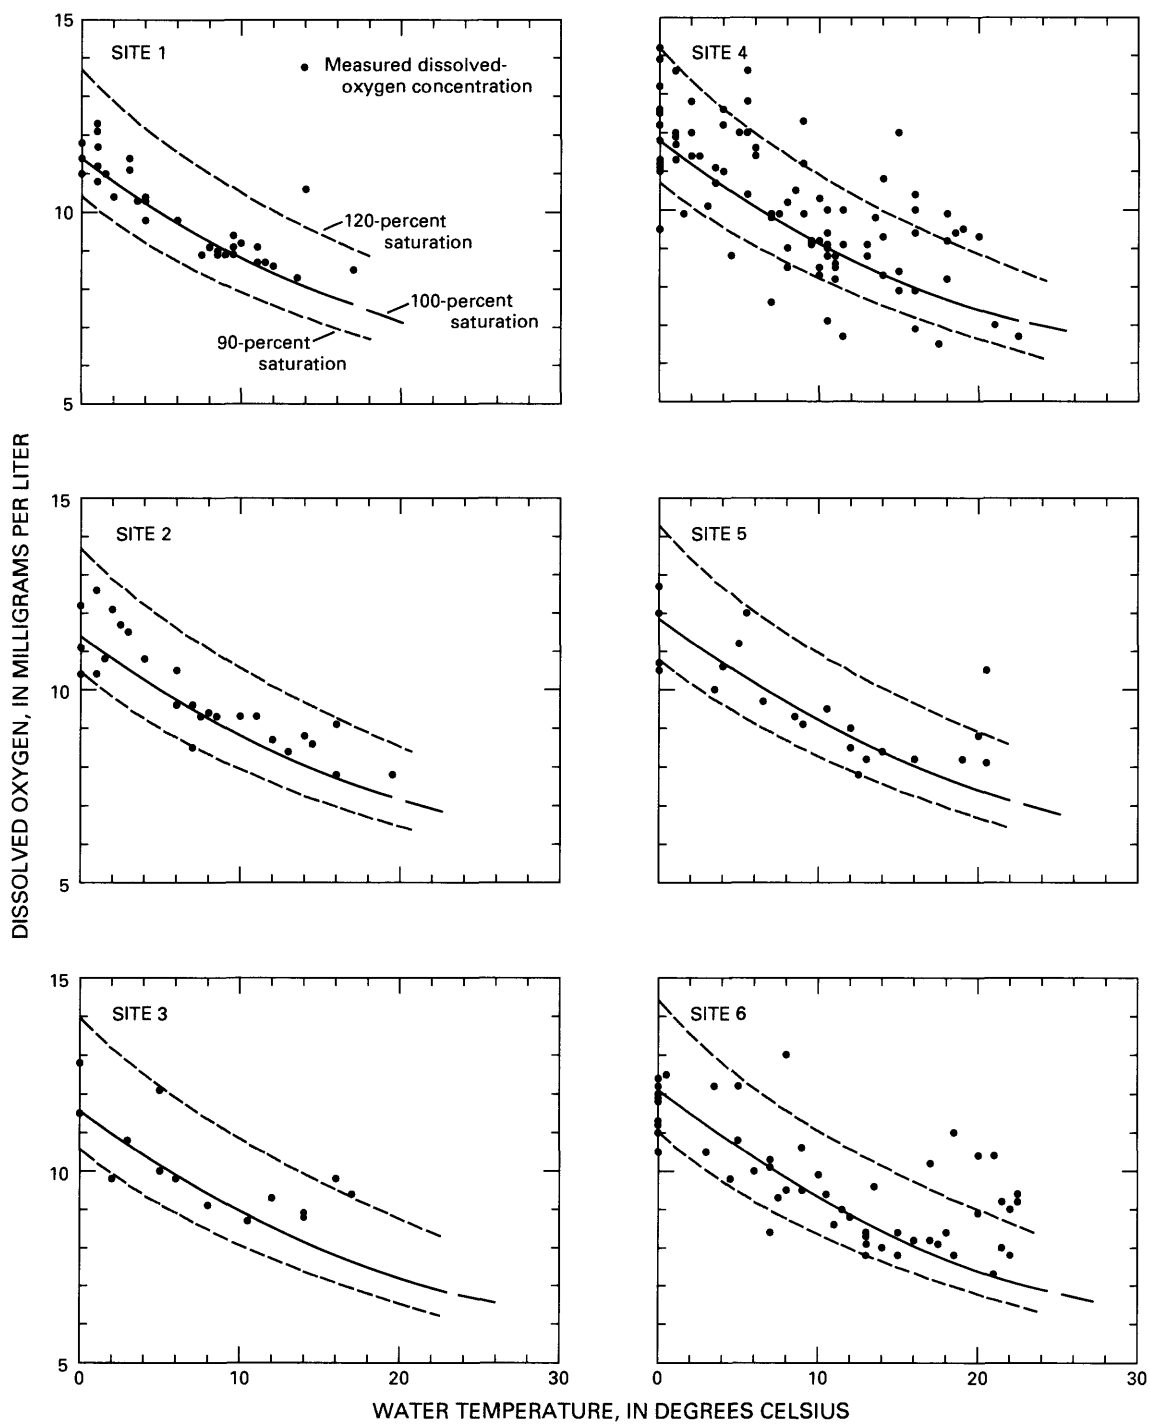 15
SITE 1
Measured dissolved-
oxygen concentration
10
120-percent
saturation
100-percent
saturation
90-percent
saturation
5
SITE 4
DISSOLVED OXYGEN, IN MILLIGRAMS PER LITER
15
SITE 2
10
5
SITE 5
15
SITE 3
10
5
0 10 20 30
SITE 6
0 10 20 30
WATER TEMPERATURE, IN DEGREES CELSIUS